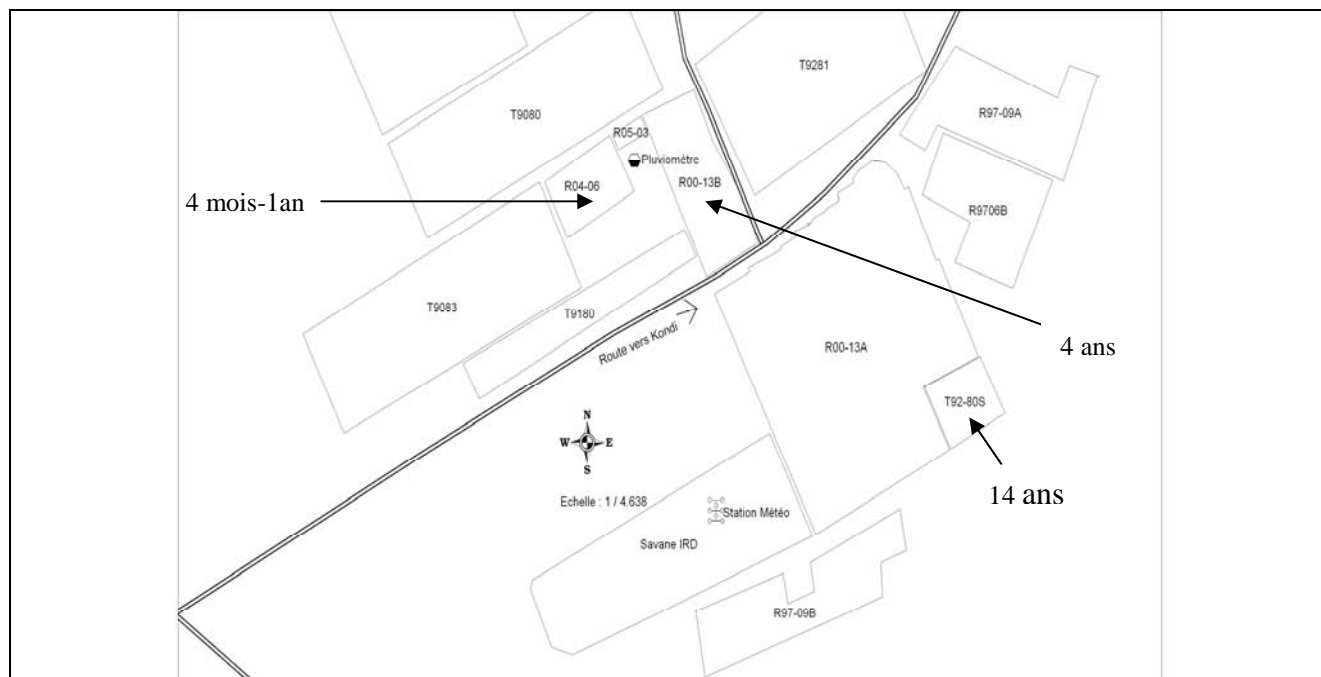 T9281
T9080
R97-09A
R05-03
Pluviomètre
R04-06
R00-13B
4 mois-1an
R9706B
T9083
T9180
Route vers Kondi
R00-13A
4 ans
T92-80S
N
W E
S
14 ans
Echelle : 1 / 4.638
Station Météo
Savane IRD
R97-09B